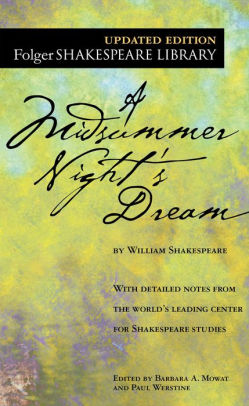 UPDATED EDITION
Folger SHAKESPEARE LIBRARY
A
Midsummer
Night's
Dream
BY WILLIAM SHAKESPEARE
WITH DETAILED NOTES FROM
THE WORLD'S LEADING CENTER
FOR SHAKESPEARE STUDIES
EDITED BY BARBARA A. MOWAT
AND PAUL WERSTINE